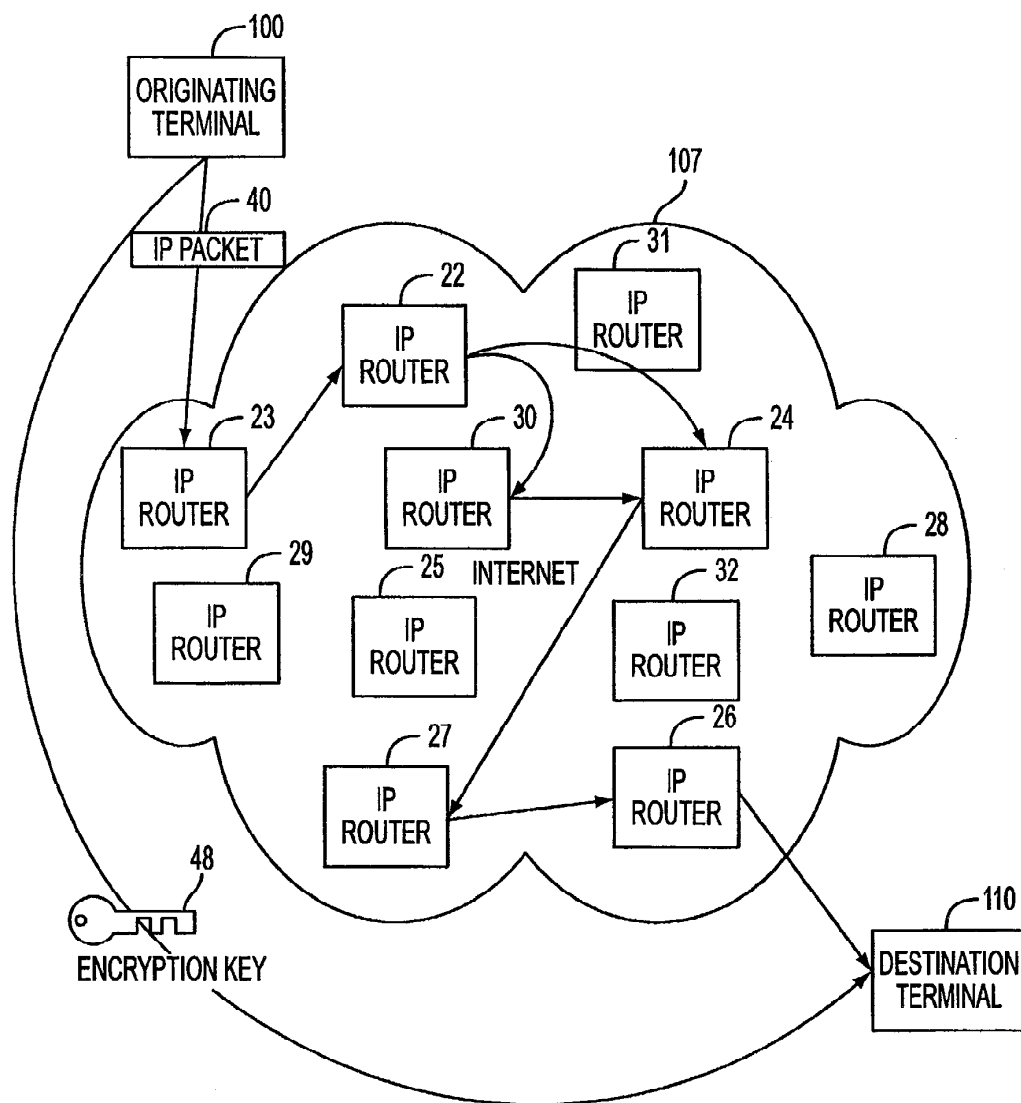 100
ORIGINATING
TERMINAL
107
40
IP PACKET
31
IP
ROUTER
22
IP
ROUTER
23
IP
ROUTER
30
IP
ROUTER
24
IP
ROUTER
29
IP
ROUTER
25
IP
ROUTER
INTERNET
32
IP
ROUTER
28
IP
ROUTER
27
IP
ROUTER
26
IP
ROUTER
48
ENCRYPTION KEY
110
DESTINATION
TERMINAL